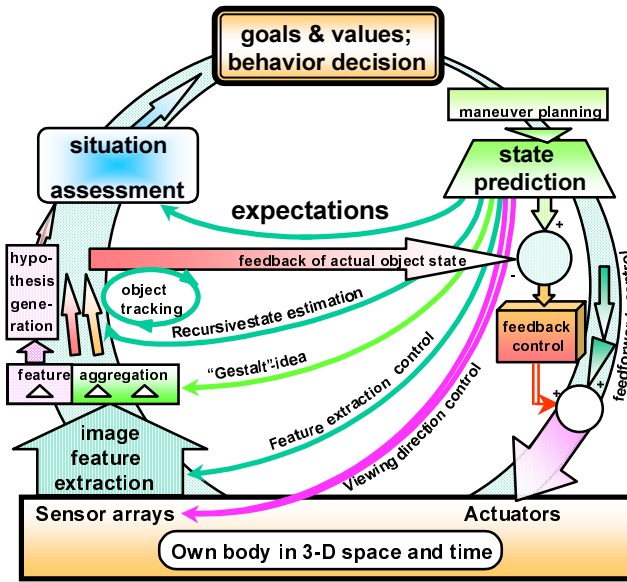 goals & values;
behavior decision
maneuver planning
situation
assessment
state
prediction
expectations
+
hypo-
thesis
gene-
ration
feedback of actual object state
-
object
tracking
Recursivestate estimation
feedback
control
feedforward control
"Gestalt"-idea
feature
aggregation
Feature extraction control
Viewing direction control
+
+
image
feature
extraction
Sensor arrays
Actuators
Own body in 3-D space and time